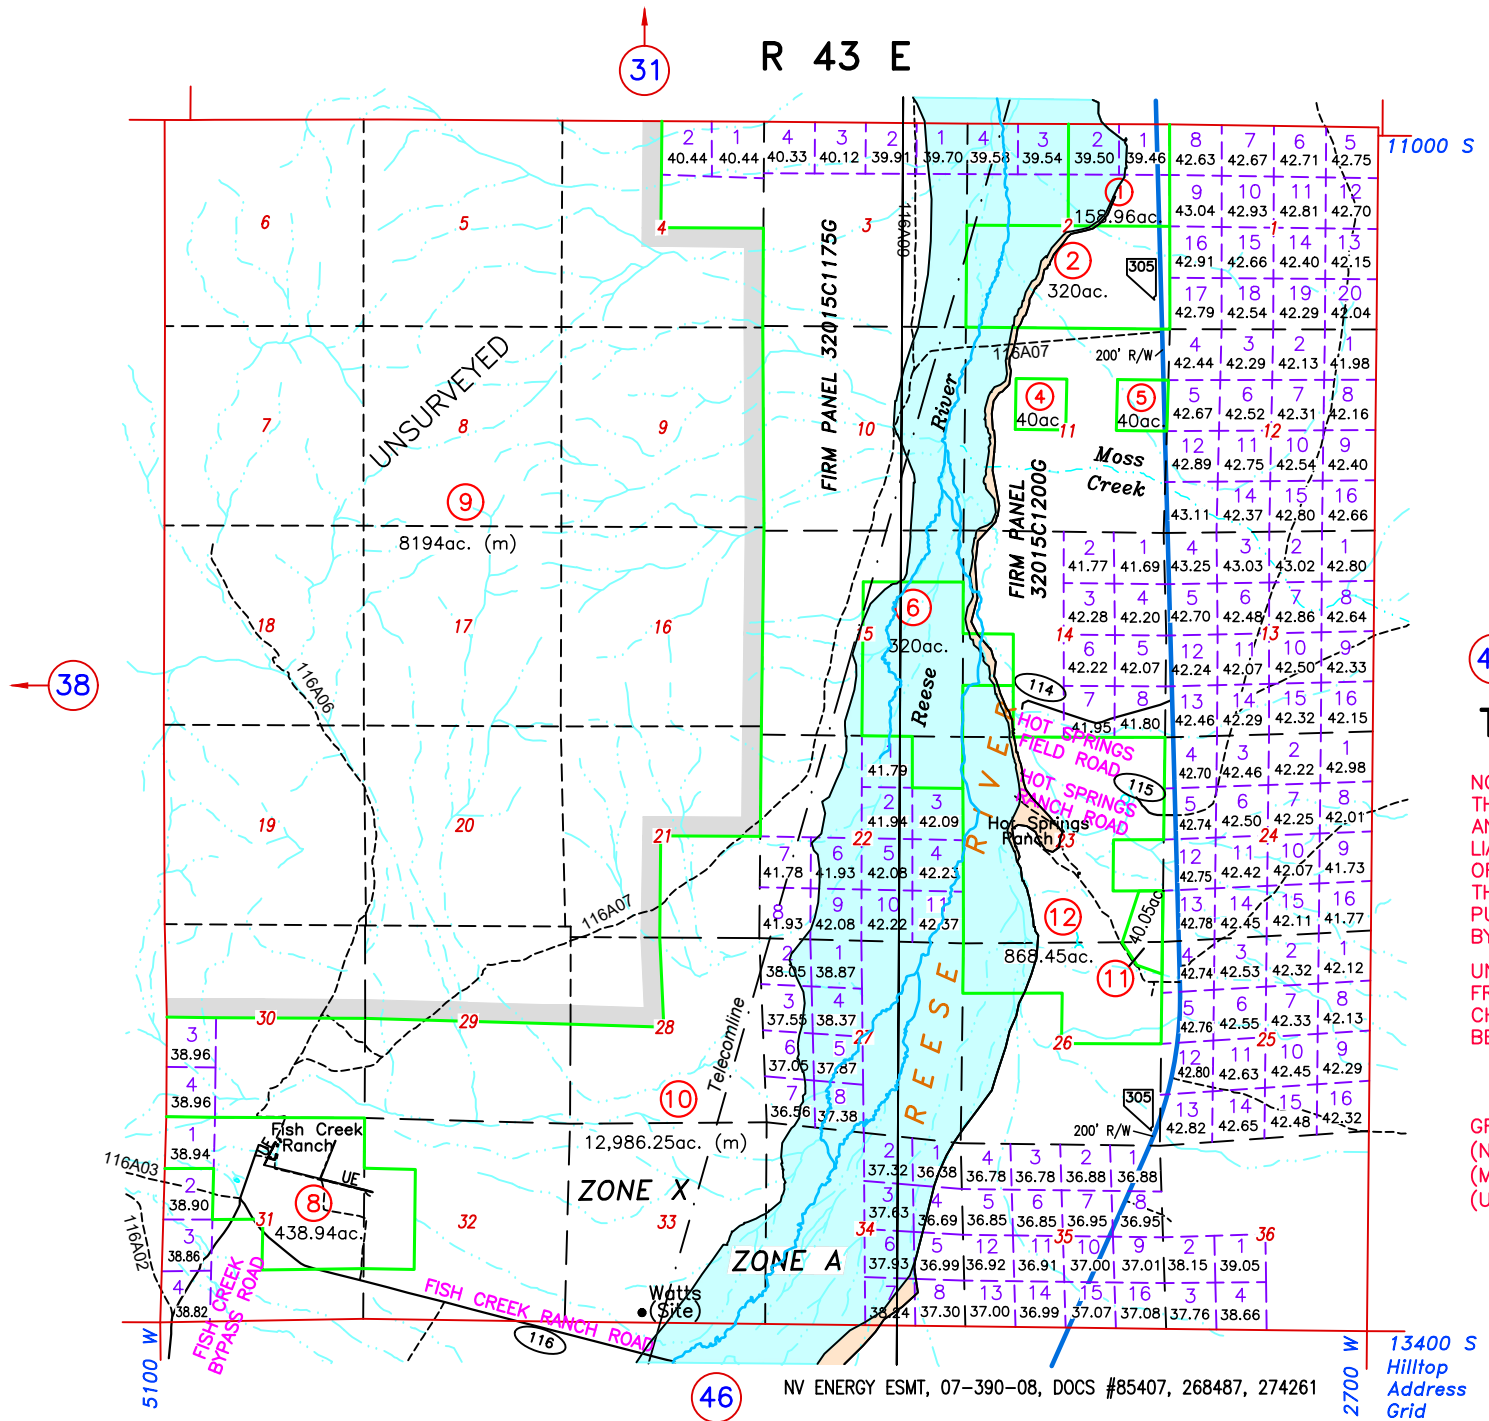 R 43 E
31
11000 S
2 1 4 3 2 1 4 3 2 1 8 7 6 5
40.44 40.44 40.33 40.12 39.91 39.70 39.58 39.54 39.50 39.46 42.63 42.67 42.71 42.75
1
9 10 11 12
43.04 42.93 42.81 42.70
158.96ac.
6 5 4 3 2 1
116A09
FIRM PANEL 32015C1175G
2
320ac.
305
16 15 14 13
42.91 42.66 42.40 42.15
17 18 19 20
42.79 42.54 42.29 42.04
UNSURVEYED
116A07
200' R/W
4 3 2 1
42.44 42.29 42.13 41.98
River
4
40ac.
5
40ac.
5 6 7 8
42.67 42.52 42.31 42.16
7 8 9 10 11 12
Moss
Creek
12 11 10 9
42.89 42.75 42.54 42.40
FIRM PANEL
32015C1200G
14 15 16
43.11 42.37 42.80 42.66
9
8194ac. (m)
2 1 4 3 2 1
41.77 41.69 43.25 43.03 43.02 42.80
6
320ac.
3 4 5 6 7 8
42.28 42.20 42.70 42.48 42.86 42.64
18 17 16 15 14 13
6 5 12 11 10 9
42.22 42.07 42.24 42.07 42.50 42.33
38
116A06
Reese
114
7 8 13 14 15 16
41.95 41.80 42.46 42.29 42.32 42.15
HOT SPRINGS
FIELD ROAD
1 4 3 2 1
41.79 42.70 42.46 42.22 42.98
HOT SPRINGS
RANCH ROAD
115
2 3 5 6 7 8
41.94 42.09 42.74 42.50 42.25 42.01
Hot Springs
Ranch
19 20 21 22 23 24
7 6 5 4 12 11 10 9
41.78 41.93 42.08 42.23 42.75 42.42 42.07 41.73
116A07
8 9 10 11 13 14 15 16
41.93 42.08 42.22 42.37 42.78 42.45 42.11 41.77
12
868.45ac.
40.05ac.
11
2 1 4 3 2 1
38.05 38.87 42.74 42.53 42.32 42.12
RIVER
REESE
Telecomline
3 4 5 6 7 8
37.55 38.37 42.76 42.55 42.33 42.13
30 29 28 27 26 25
3
38.96
6 5 12 11 10 9
37.05 37.87 42.80 42.63 42.45 42.29
4
38.96
10
12,986.25ac. (m)
7 8 13 14 15 16
36.56 37.38 42.82 42.65 42.48 42.32
305
200' R/W
Fish Creek
Ranch
UE
UE
1
38.94
116A03
2 1 4 3 2 1
37.32 36.38 36.78 36.78 36.88 36.88
2
38.90
8
438.94ac.
ZONE X
3 4 5 6 7 8
37.63 36.69 36.85 36.85 36.95 36.95
31 32 33 34 35 36
116A02
3
38.86
ZONE A
6 5 12 11 10 9 2 1
37.93 36.99 36.92 36.91 37.00 37.01 38.15 39.05
4
38.82
FISH CREEK
BYPASS ROAD
FISH CREEK RANCH ROAD
116
Watts
(Site)
7 8 13 14 15 16 3 4
38.24 37.30 37.00 36.99 37.07 37.08 37.76 38.66
5100 W
2700 W
13400 S
Hilltop
Address
Grid
46
NV ENERGY ESMT, 07-390-08, DOCS #85407, 268487, 274261